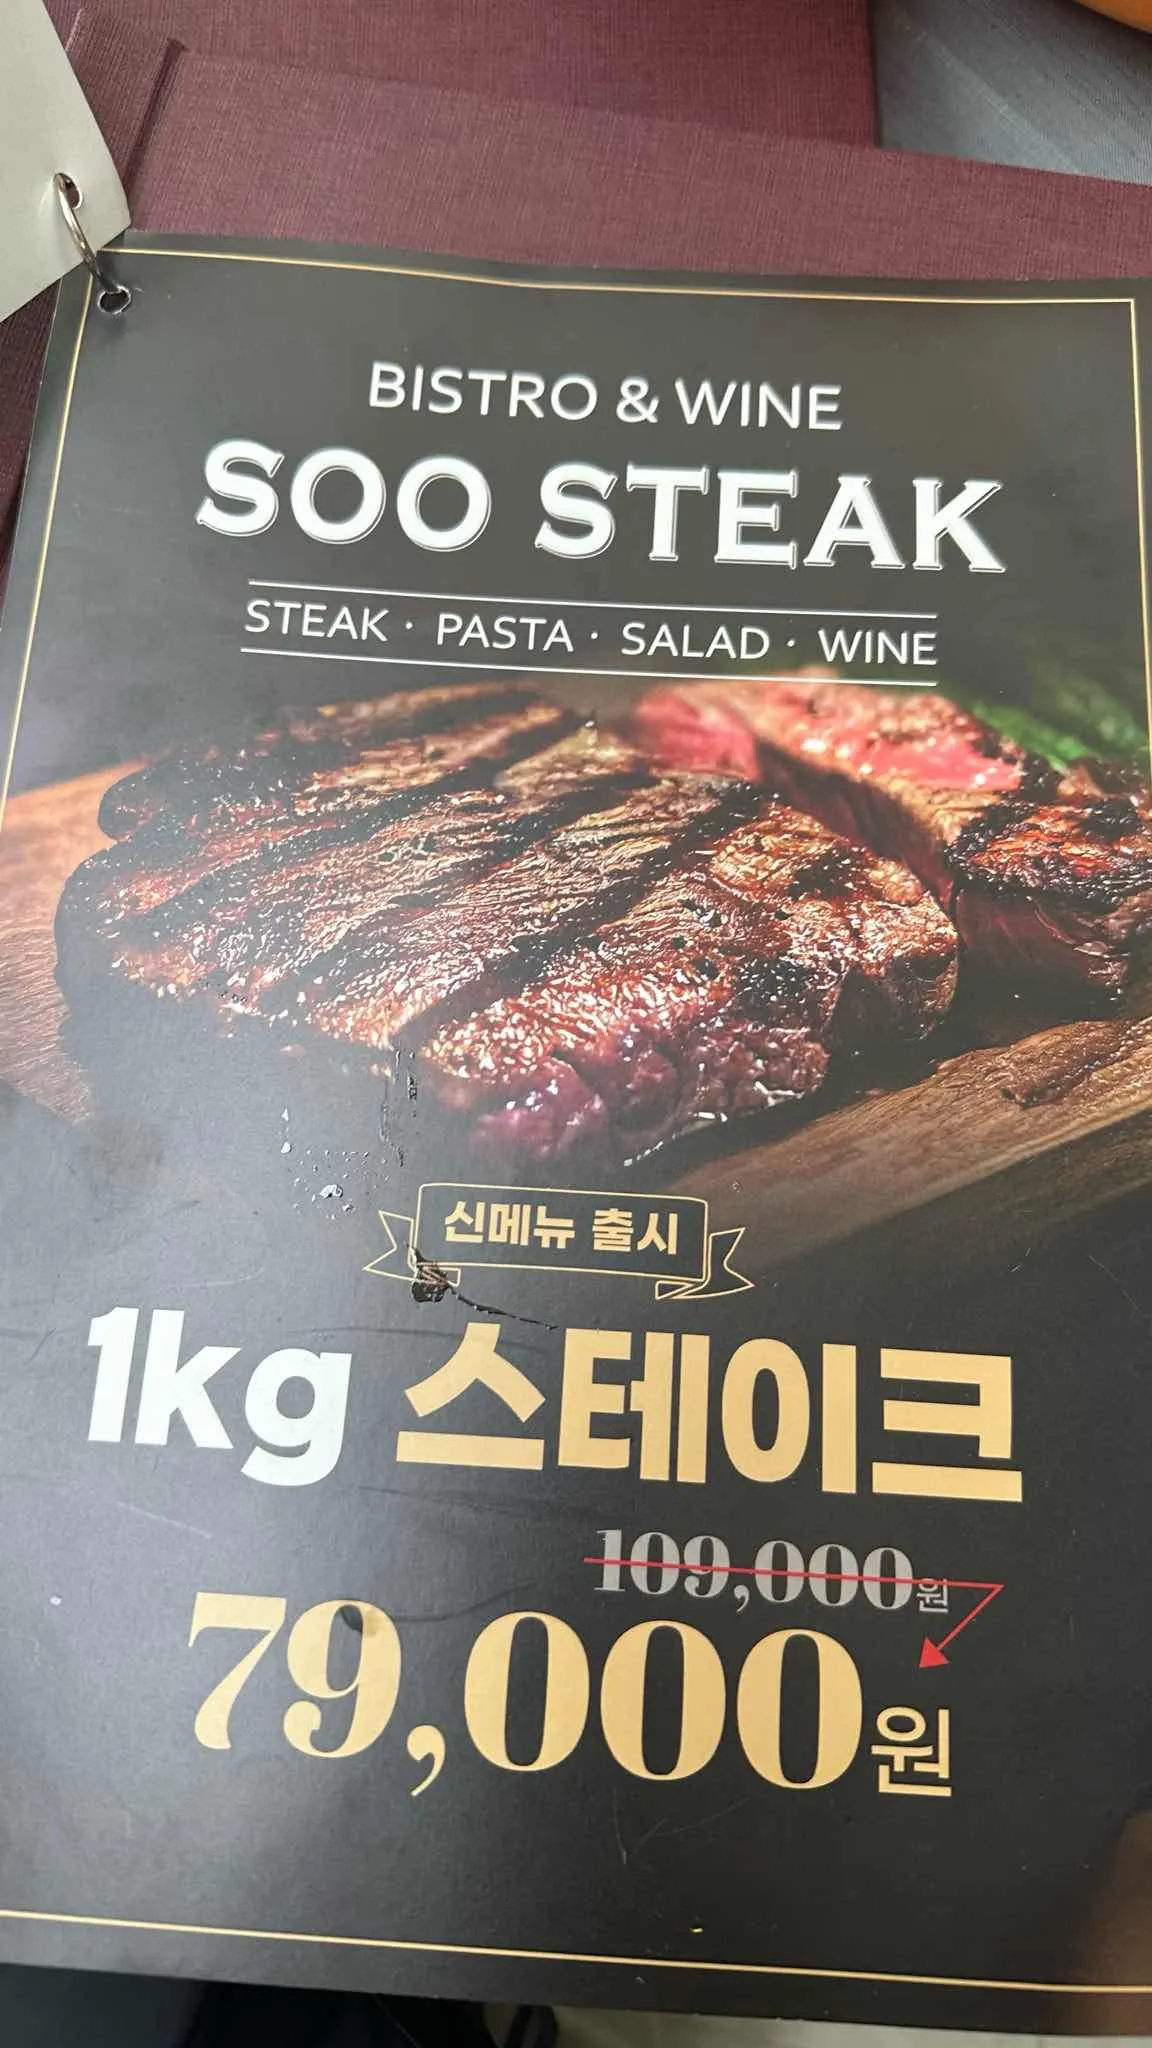 BISTRO & WINE
SOO STEAK
STEAK · PASTA · SALAD · WINE
신메뉴 출시
1kg 스테이크
109,000원
79,000원